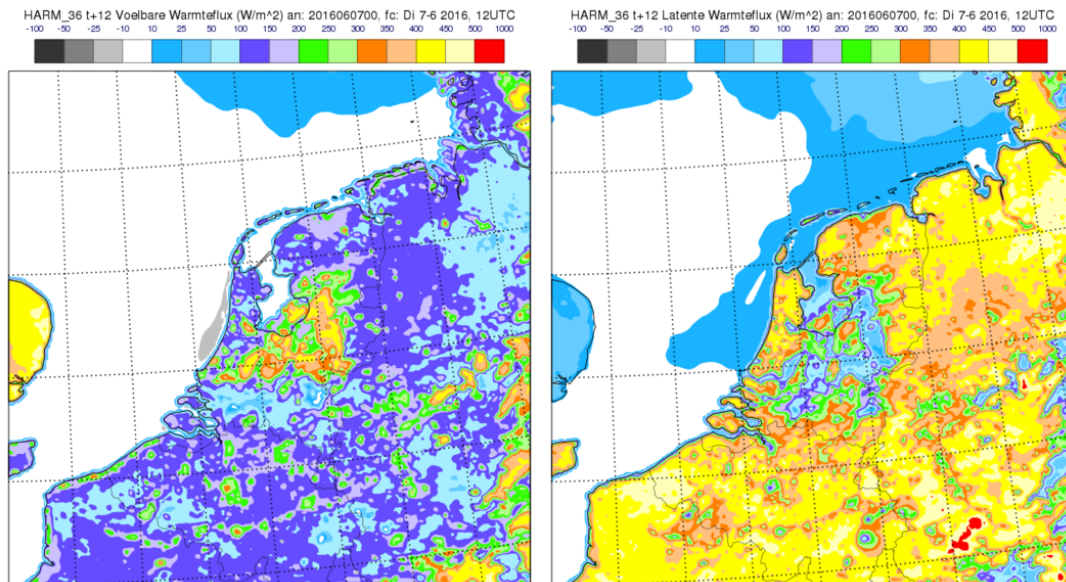 HARM_36 t+12 Voelbare Warmteflux (W/m^2) an: 2016060700, fc: Di 7-6 2016, 12UTC
-100 -50 -25 -10 10 25 50 100 150 200 250 300 350 400 450 500 1000
HARM_36 t+12 Latente Warmteflux (W/m^2) an: 2016060700, fc: Di 7-6 2016, 12UTC
-100 -50 -25 -10 10 25 50 100 150 200 250 300 350 400 450 500 1000